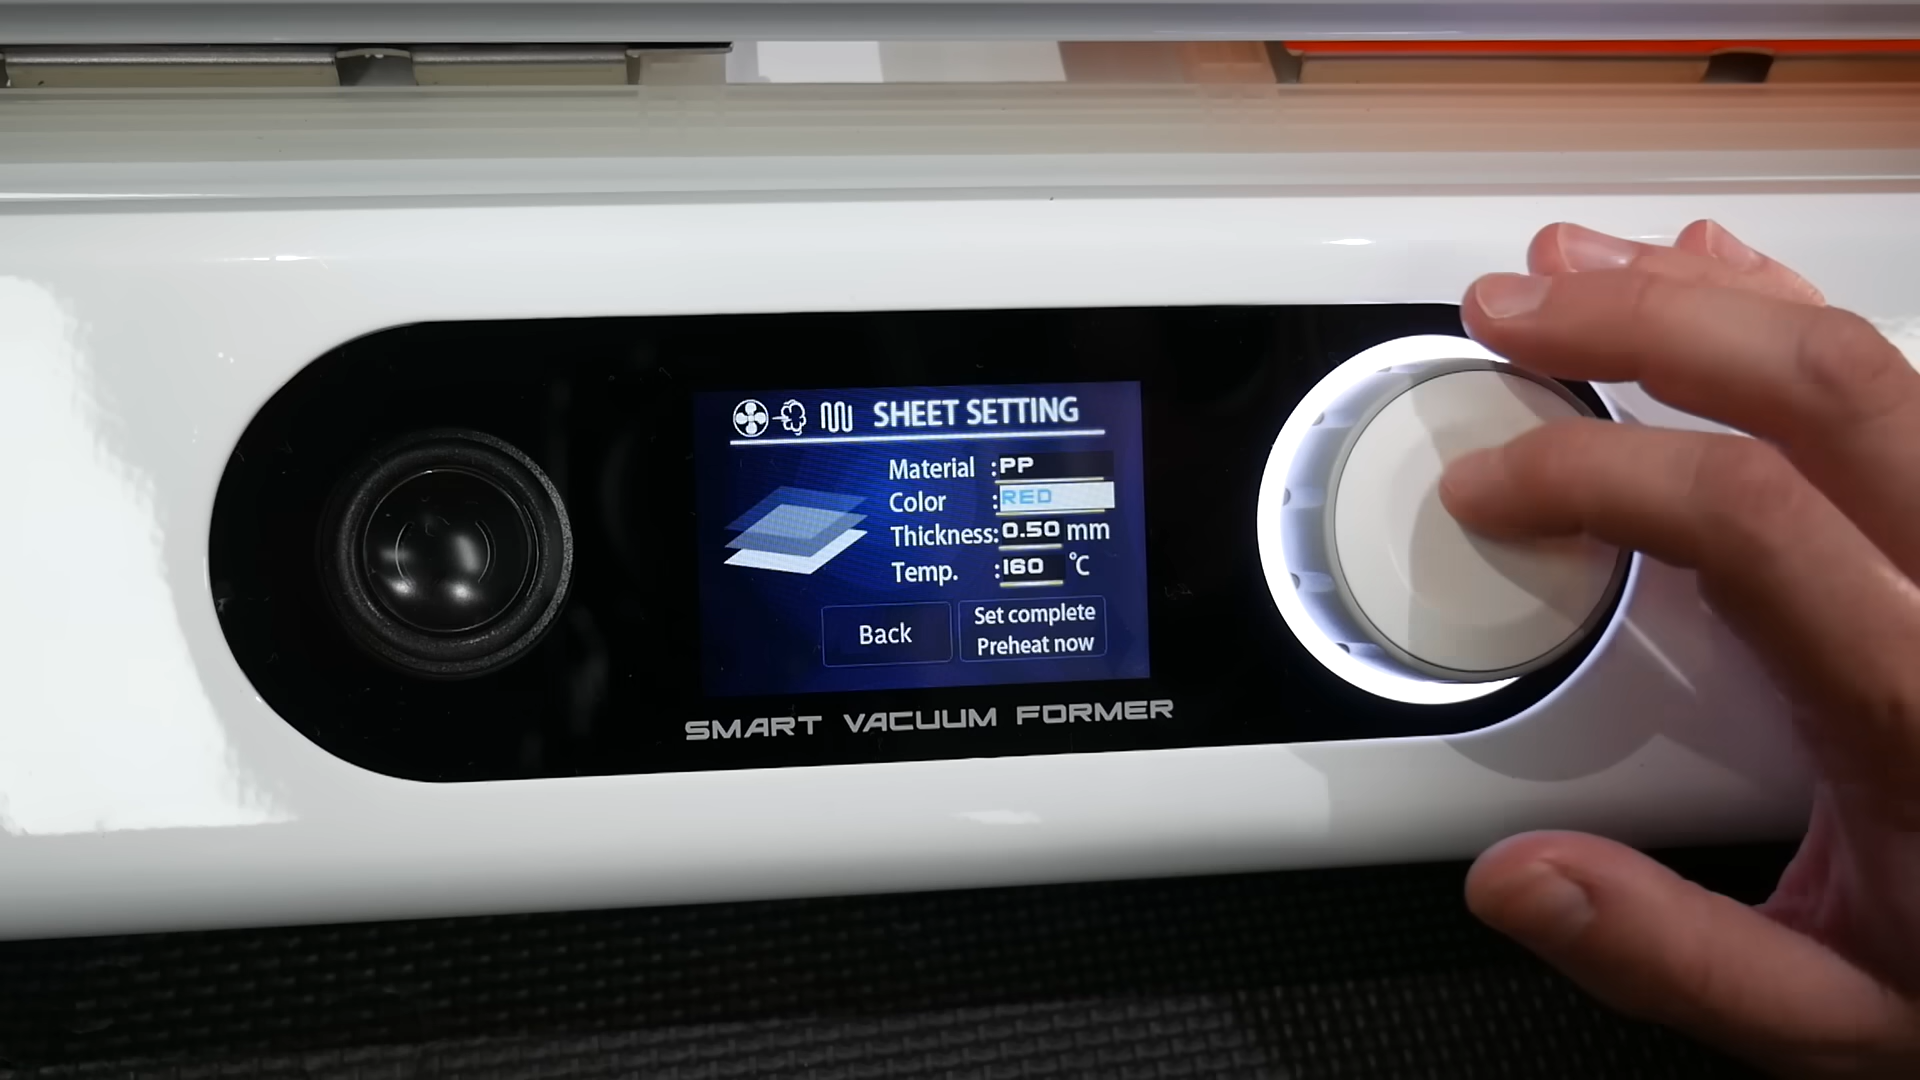 SHEET SETTING
Material :PP
Color :RED
Thickness:0.50 mm
Temp. :160 °C
Back
Set complete
Preheat now
SMART VACUUM FORMER